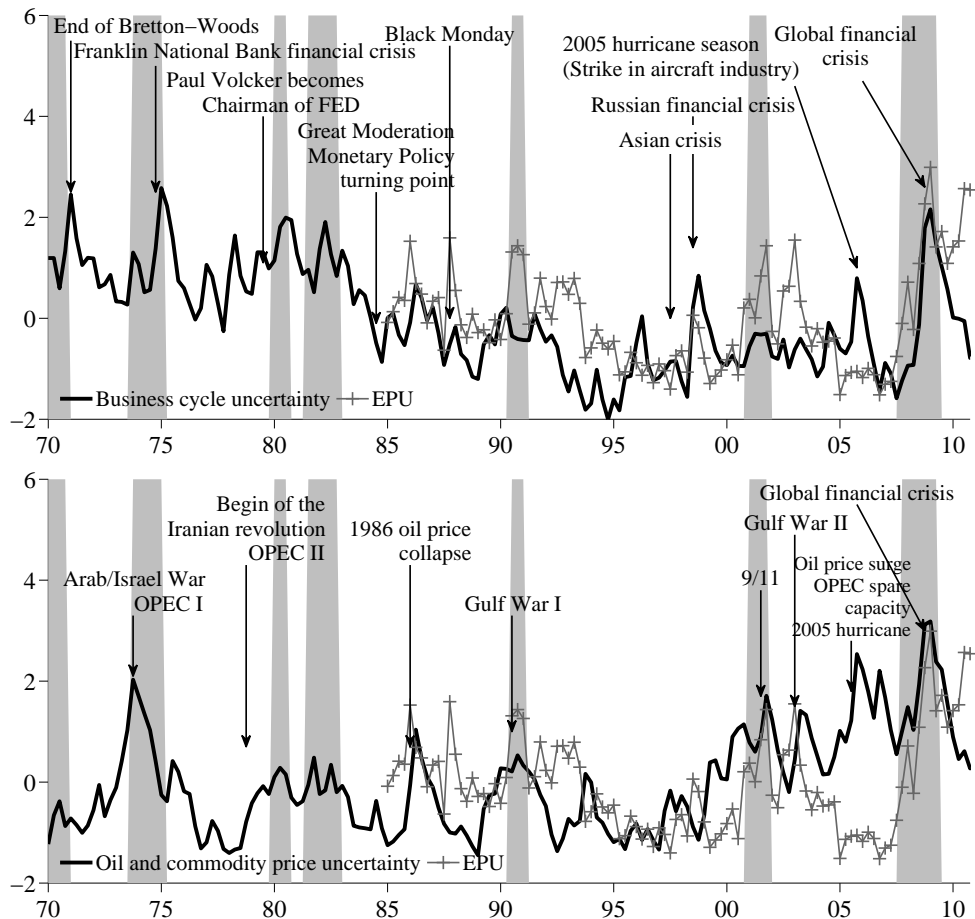 6
4
2
0
−2
End of Bretton−Woods
Franklin National Bank financial crisis
Paul Volcker becomes
Chairman of FED
Great Moderation
Monetary Policy
turning point
Black Monday
2005 hurricane season
(Strike in aircraft industry)
Russian financial crisis
Asian crisis
Global financial
crisis
Business cycle uncertainty
EPU
70 75 80 85 90 95 00 05 10
6
4
2
0
−2
Arab/Israel War
OPEC I
Begin of the
Iranian revolution
OPEC II
1986 oil price
collapse
Gulf War I
9/11
Gulf War II
Global financial crisis
Oil price surge
OPEC spare
capacity
2005 hurricane
Oil and commodity price uncertainty
EPU
70 75 80 85 90 95 00 05 10